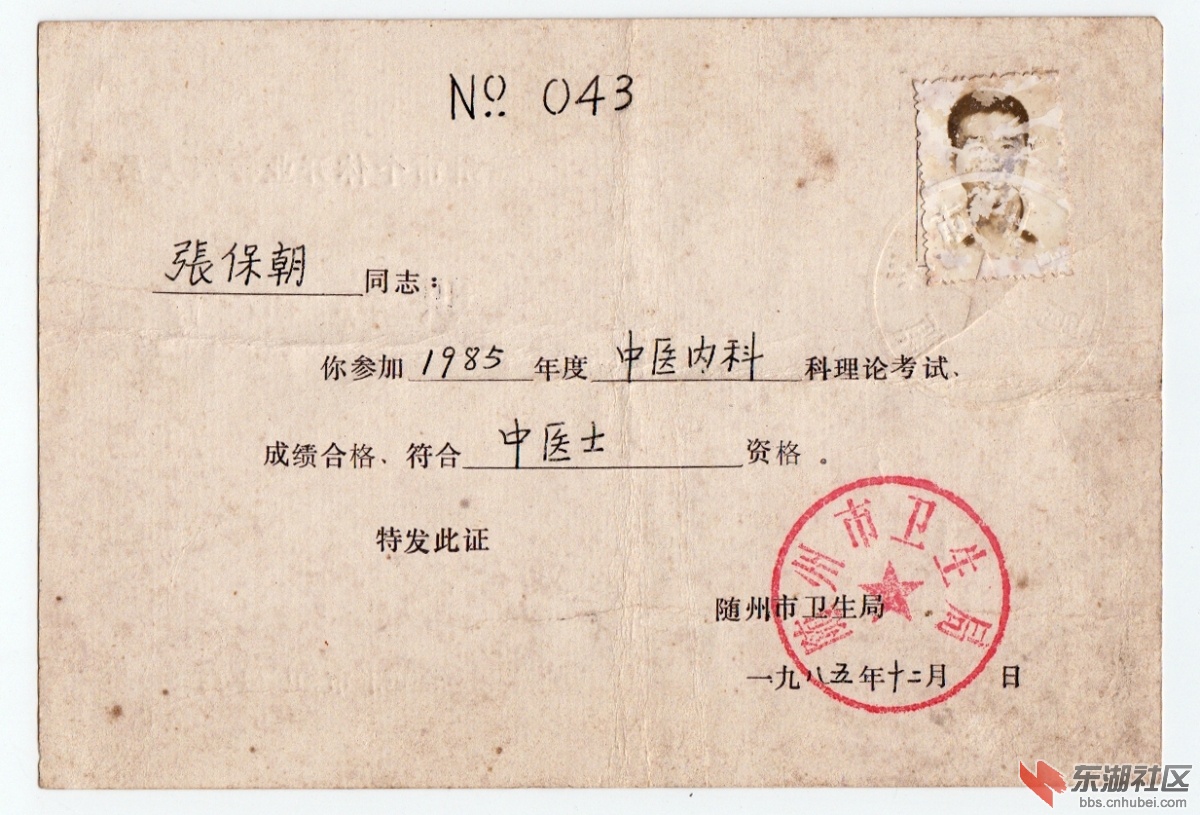 No 043
張保朝 同志：
你参加 1985 年度 中医内科 科理论考试、
成绩合格、符合 中医士 资格。
特发此证
随州市卫生局
随州市卫生局
一九八五年十二月 日
东湖社区
bbs.cnhubei.com